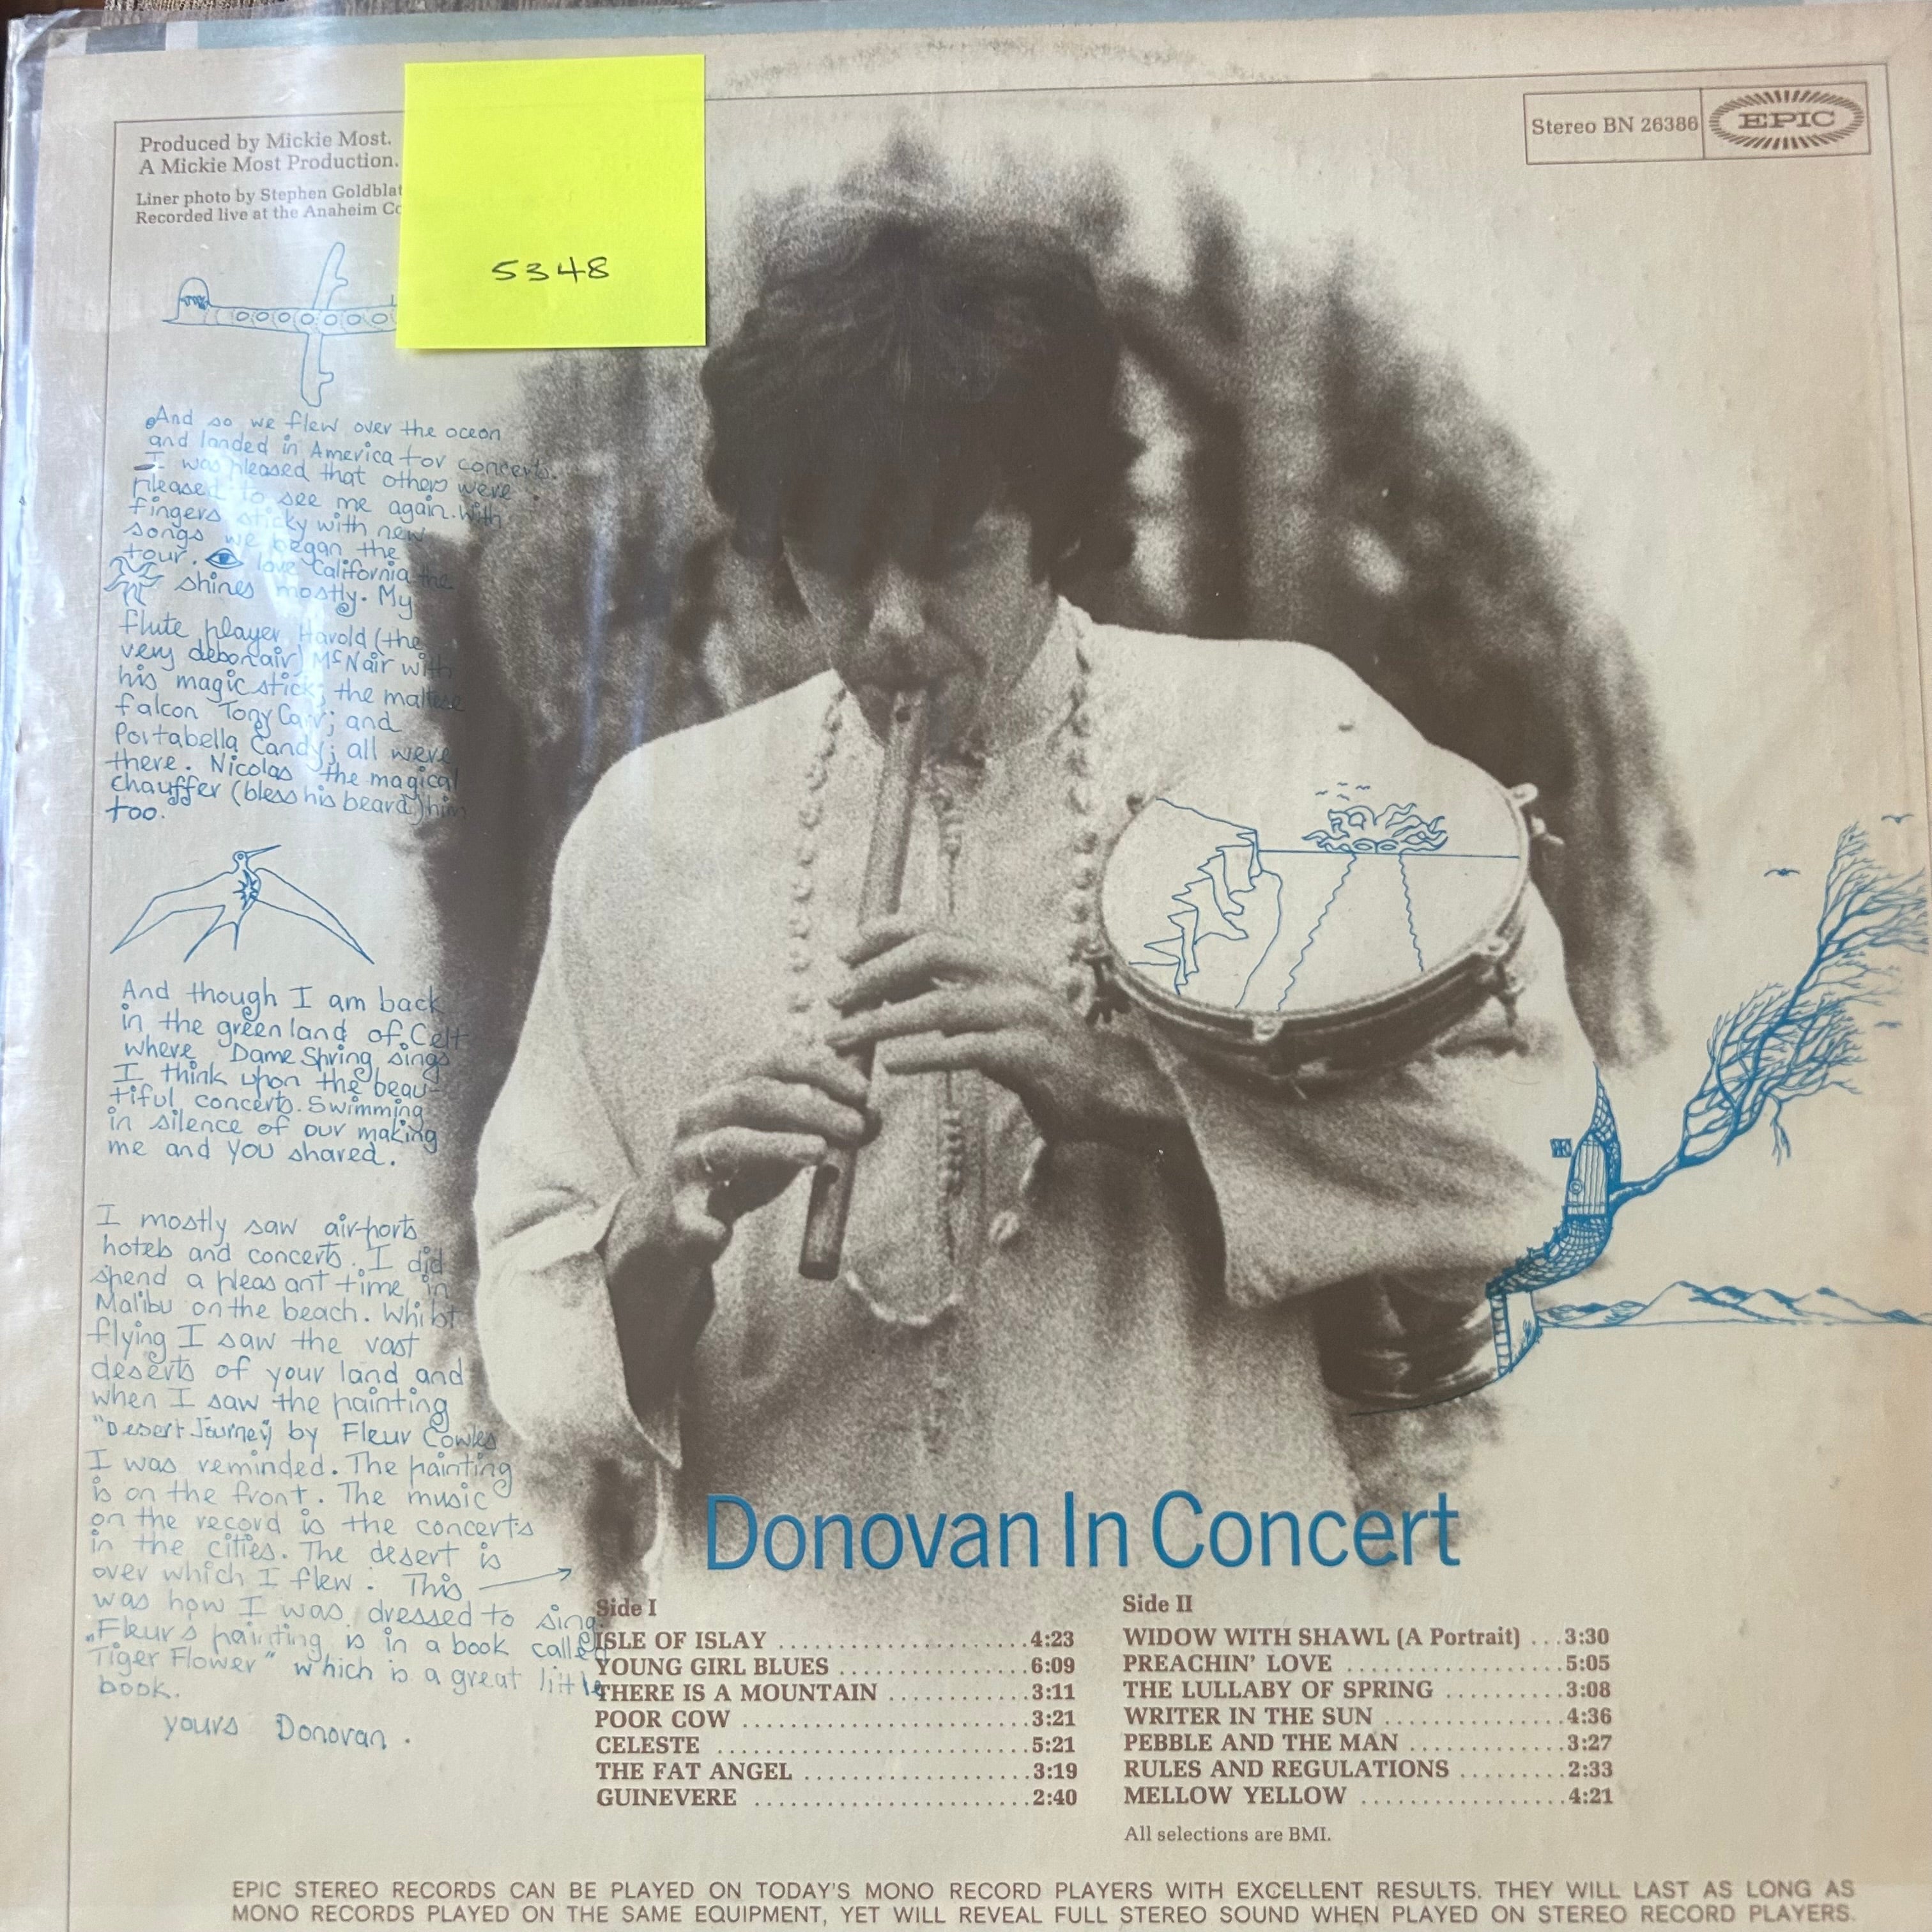 Produced by Mickie Most.
A Mickie Most Production.
Liner photo by Stephen Goldblat
Recorded live at the Anaheim Co
5348
Stereo BN 26386
EPIC
And so we flew over the ocean
and landed in America for concerts.
I was pleased that others were
pleased to see me again. With
fingers sticky with new
songs we began the
tour. love California the
shines mostly. My
flute player Harold (the
very debonair) McNair with
his magic stick; the maltese
falcon Tony Carr; and
Portabella Candy; all were
there. Nicolas the magical
chauffer (bless his beard) him
too.
And though I am back
in the green land of Celt
where Dame Spring sings
I think upon the beau-
tiful concerts. Swimming
in silence of our making
me and you shared.
I mostly saw airports
hotels and concerts. I did
spend a pleasant time in
Malibu on the beach. Whilst
flying I saw the vast
deserts of your land and
when I saw the painting
"Desert Journey by Fleur Cowles
I was reminded. The painting
is on the front. The music
on the record is the concerts
in the cities. The desert is
over which I flew. This
was how I was dressed to sing.
Fleur's painting is in a book called
"Tiger Flower" which is a great little
book.
yours Donovan.
Donovan In Concert
Side I
ISLE OF ISLAY ..................... 4:23
YOUNG GIRL BLUES ................ 6:09
THERE IS A MOUNTAIN ............ 3:11
POOR COW ........................ 3:21
CELESTE .......................... 5:21
THE FAT ANGEL ................... 3:19
GUINEVERE ....................... 2:40
Side II
WIDOW WITH SHAWL (A Portrait) ... 3:30
PREACHIN' LOVE .................. 5:05
THE LULLABY OF SPRING .......... 3:08
WRITER IN THE SUN ............... 4:36
PEBBLE AND THE MAN ............. 3:27
RULES AND REGULATIONS ......... 2:33
MELLOW YELLOW ................. 4:21
All selections are BMI.
EPIC STEREO RECORDS CAN BE PLAYED ON TODAY'S MONO RECORD PLAYERS WITH EXCELLENT RESULTS. THEY WILL LAST AS LONG AS
MONO RECORDS PLAYED ON THE SAME EQUIPMENT, YET WILL REVEAL FULL STEREO SOUND WHEN PLAYED ON STEREO RECORD PLAYERS.